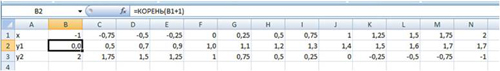 B2 =КОРЕНЬ(B1+1)
A B C D E F G H I J K L M N
1 x -1 -0,75 -0,5 -0,25 0 0,25 0,5 0,75 1 1,25 1,5 1,75 2
2 y1 0,0 0,5 0,7 0,9 1,0 1,1 1,2 1,3 1,4 1,5 1,6 1,7 1,7
3 y2 2 1,75 1,5 1,25 1 0,75 0,5 0,25 0 -0,25 -0,5 -0,75 -1